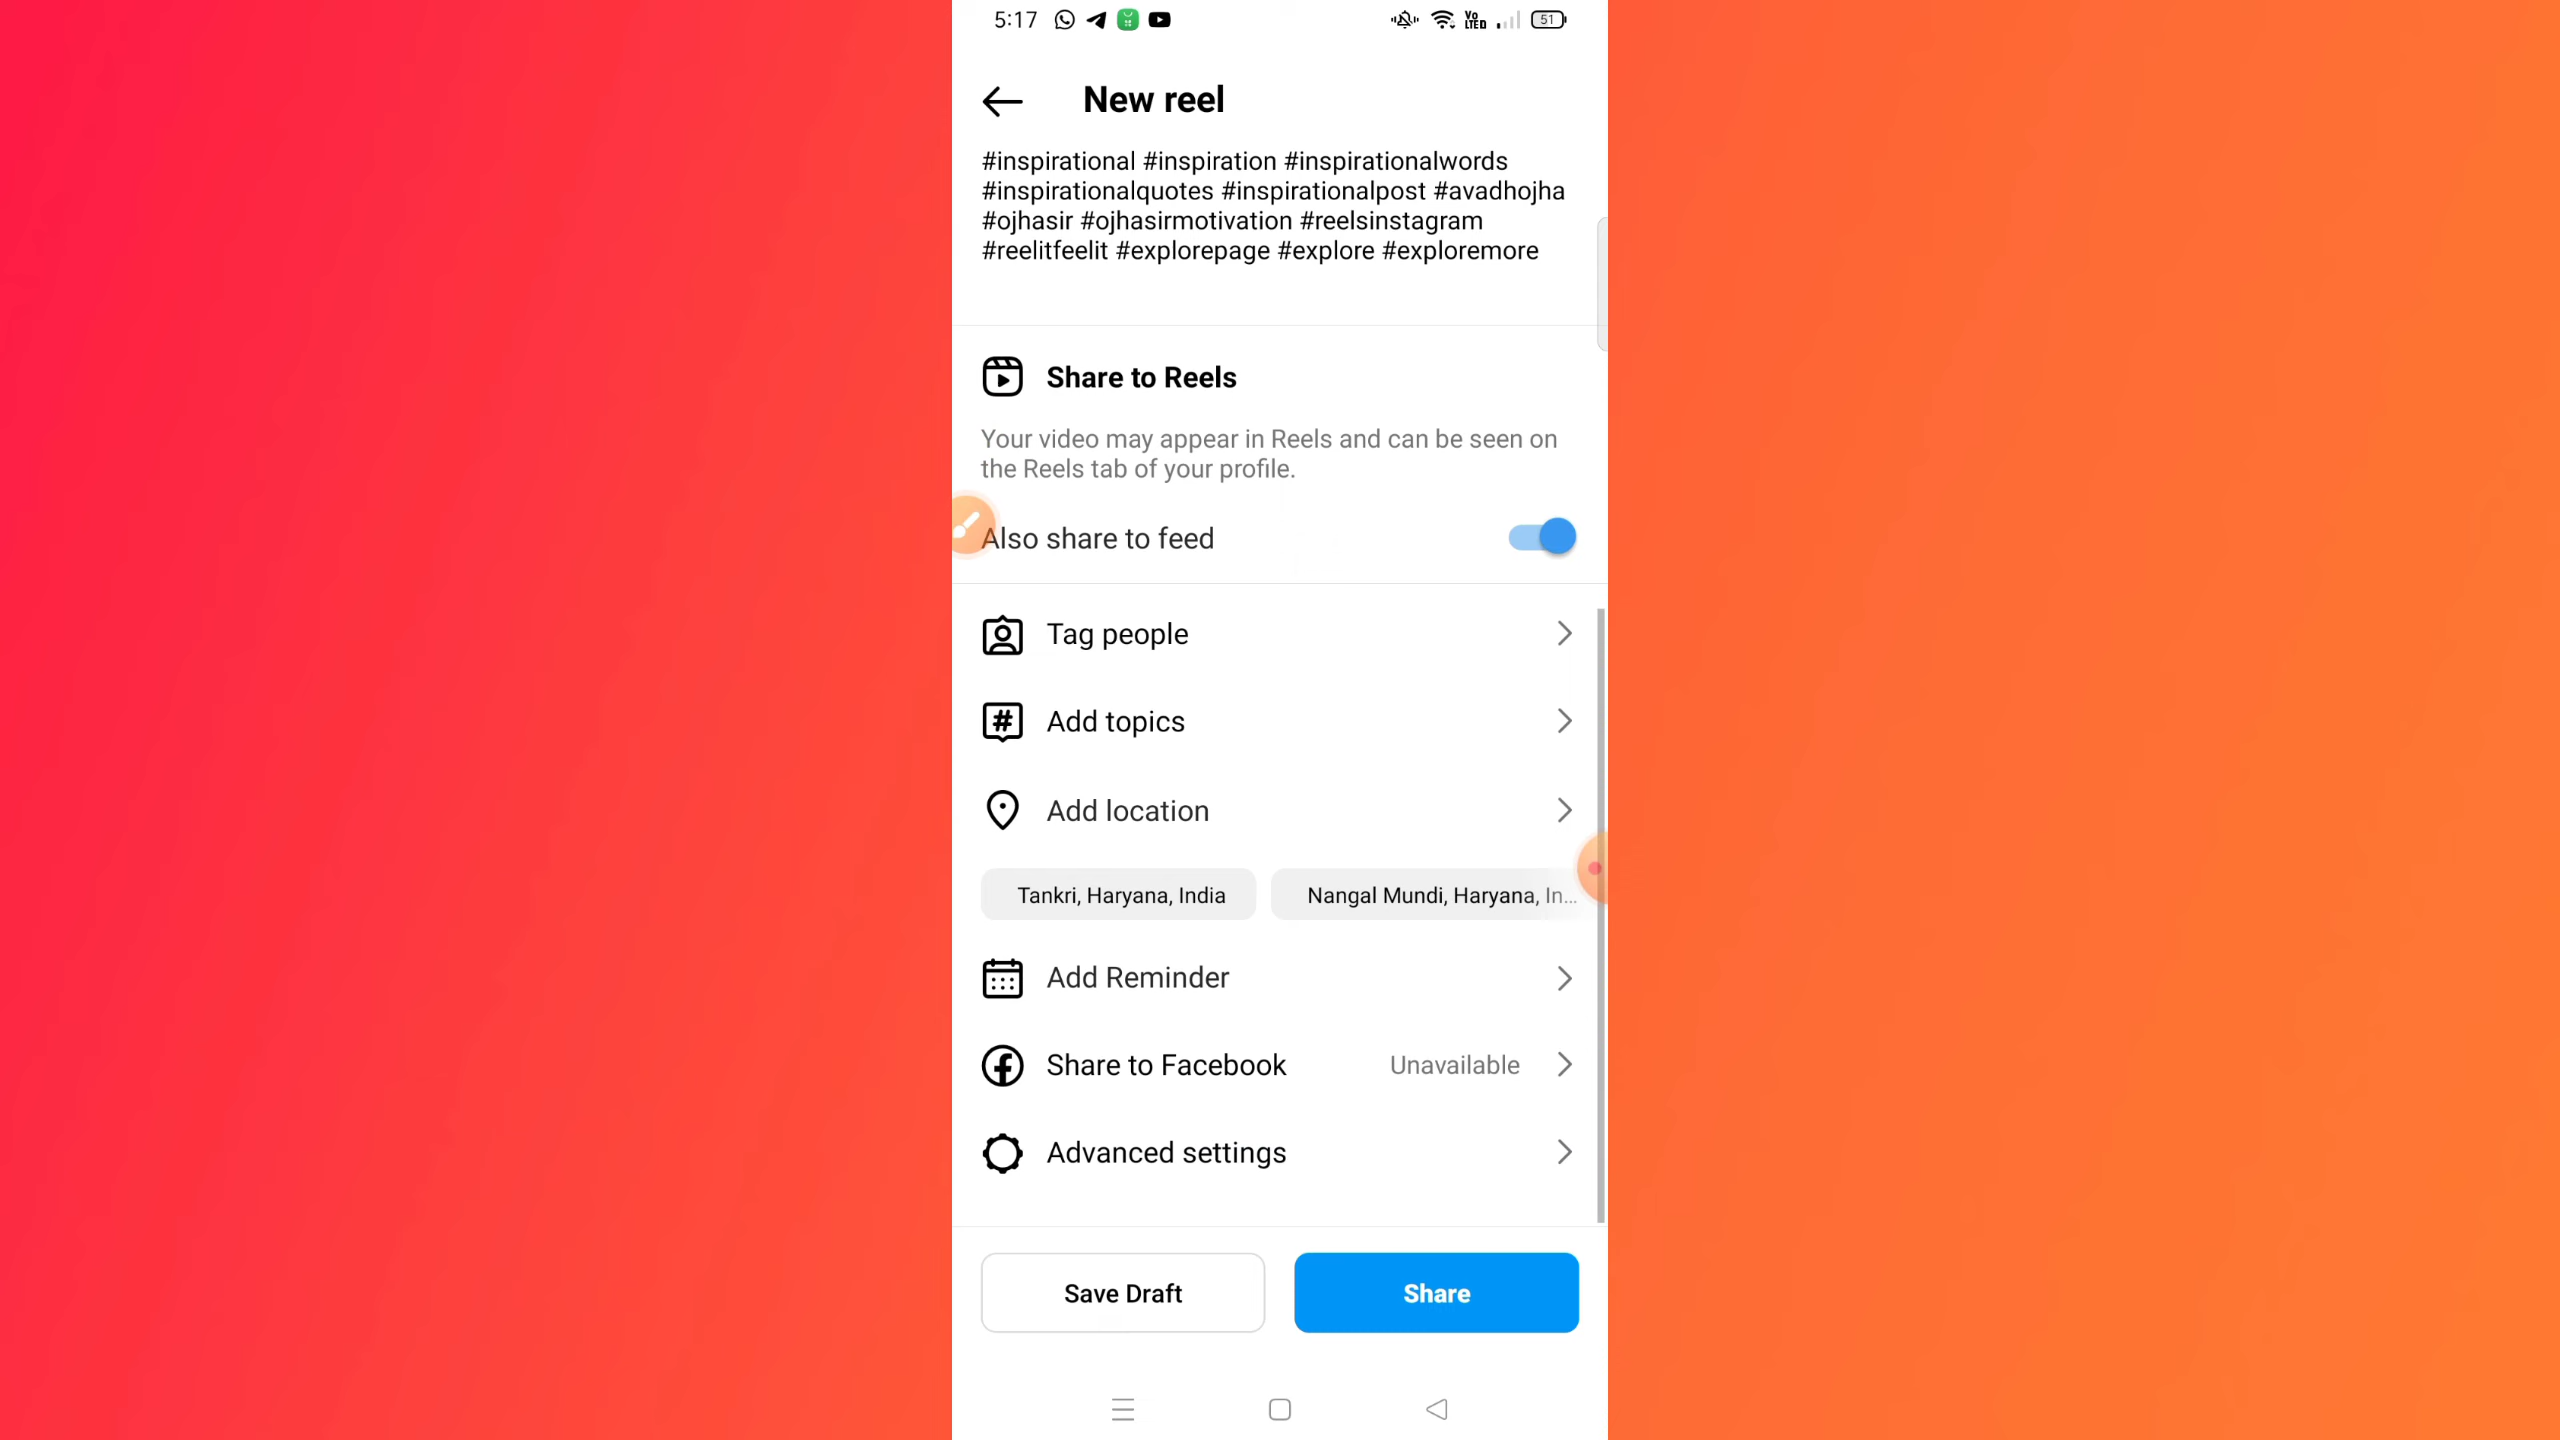 5:17
Vo
LTED
51
New reel
#inspirational #inspiration #inspirationalwords
#inspirationalquotes #inspirationalpost #avadhojha
#ojhasir #ojhasirmotivation #reelsinstagram
#reelitfeelit #explorepage #explore #exploremore
Share to Reels
Your video may appear in Reels and can be seen on
the Reels tab of your profile.
Also share to feed
Tag people
Add topics
Add location
Tankri, Haryana, India
Nangal Mundi, Haryana, In...
Add Reminder
Share to Facebook
Unavailable
Advanced settings
Save Draft
Share